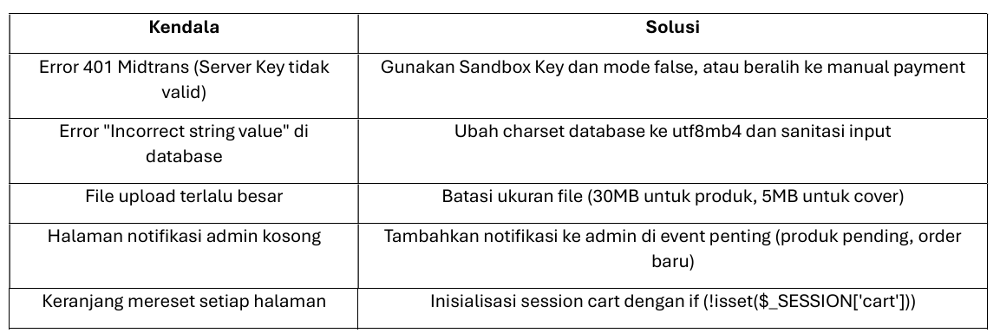 Kendala
Solusi
Error 401 Midtrans (Server Key tidak
valid)
Gunakan Sandbox Key dan mode false, atau beralih ke manual payment
Error "Incorrect string value" di
database
Ubah charset database ke utf8mb4 dan sanitasi input
File upload terlalu besar
Batasi ukuran file (30MB untuk produk, 5MB untuk cover)
Halaman notifikasi admin kosong
Tambahkan notifikasi ke admin di event penting (produk pending, order
baru)
Keranjang mereset setiap halaman
Inisialisasi session cart dengan if (!isset($_SESSION['cart']))